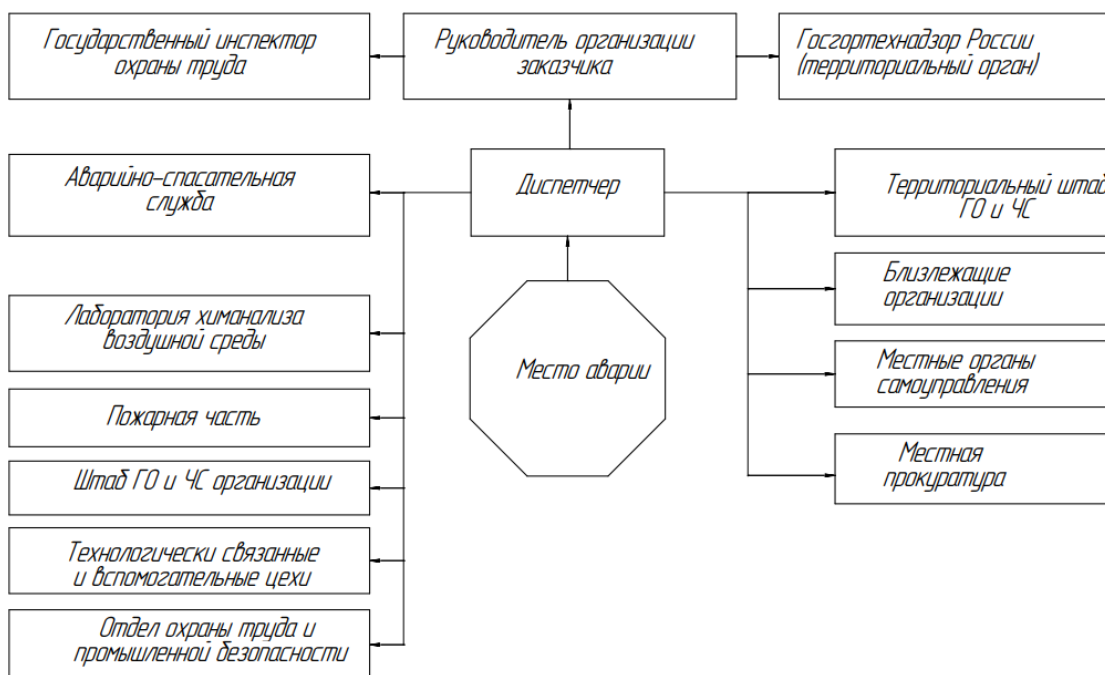 Государственный инспектор
охраны труда
Руководитель организации
заказчика
Госгортехнадзор России
(территориальный орган)
Аварийно-спасательная
служба
Диспетчер
Территориальный штаб
ГО и ЧС
Близлежащие
организации
Лаборатория химанализа
воздушной среды
Место аварии
Местные органы
самоуправления
Пожарная часть
Местная
прокуратура
Штаб ГО и ЧС организации
Технологически связанные
и вспомогательные цехи
Отдел охраны труда и
промышленной безопасности